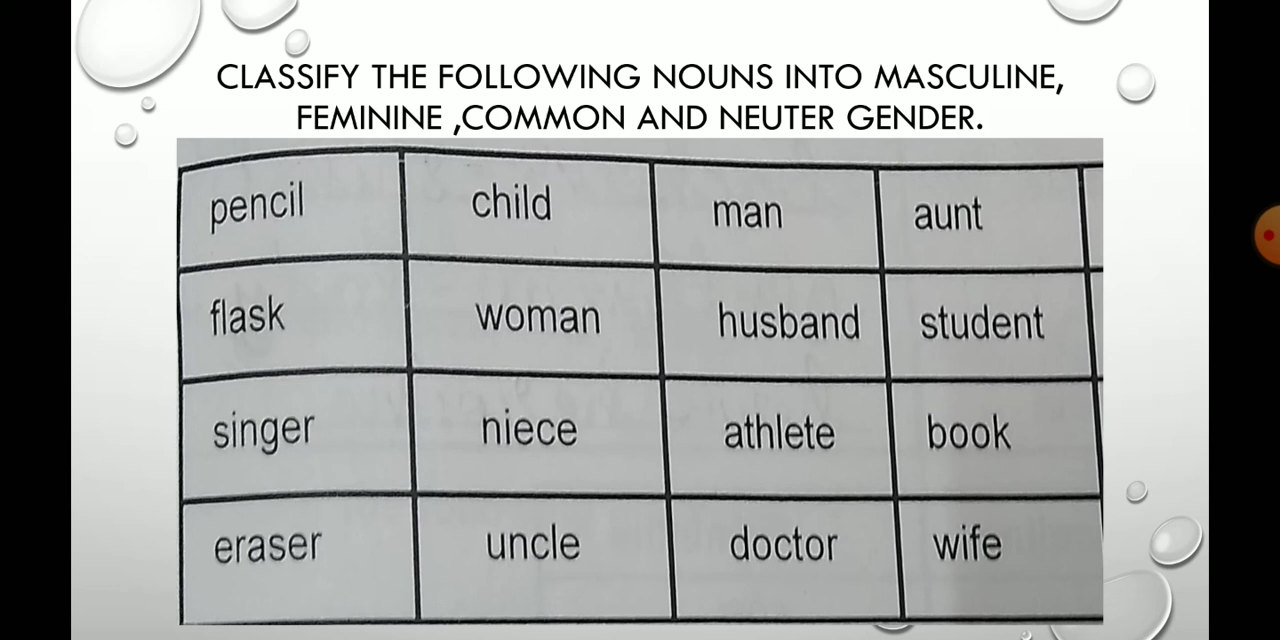 CLASSIFY THE FOLLOWING NOUNS INTO MASCULINE,
FEMININE ,COMMON AND NEUTER GENDER.
pencil child man aunt
flask woman husband student
singer niece athlete book
eraser uncle doctor wife